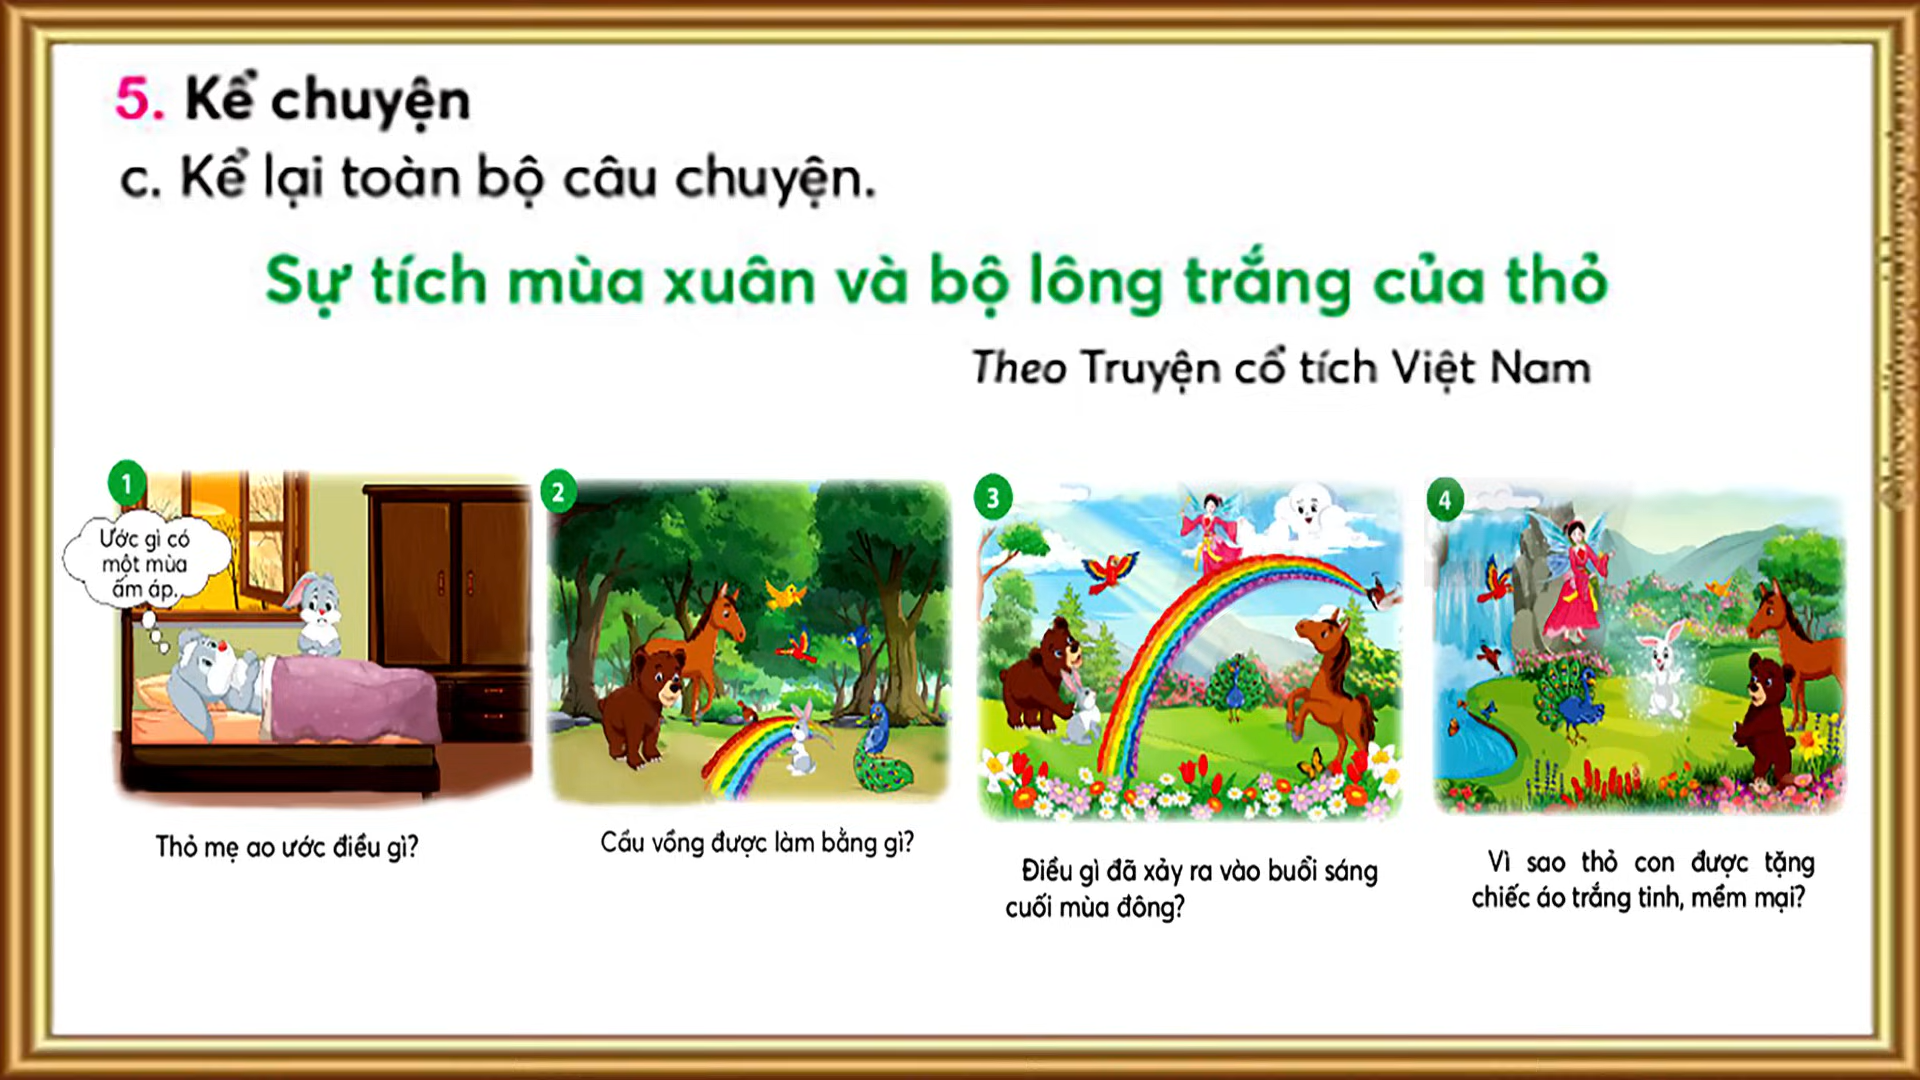 5. Kể chuyện
c. Kể lại toàn bộ câu chuyện.
Sự tích mùa xuân và bộ lông trắng của thỏ
Theo Truyện cổ tích Việt Nam
1
Ước gì có
một mùa
ấm áp.
Thỏ mẹ ao ước điều gì?
2
Cầu vồng được làm bằng gì?
3
Điều gì đã xảy ra vào buổi sáng
cuối mùa đông?
4
Vì sao thỏ con được tặng
chiếc áo trắng tinh, mềm mại?